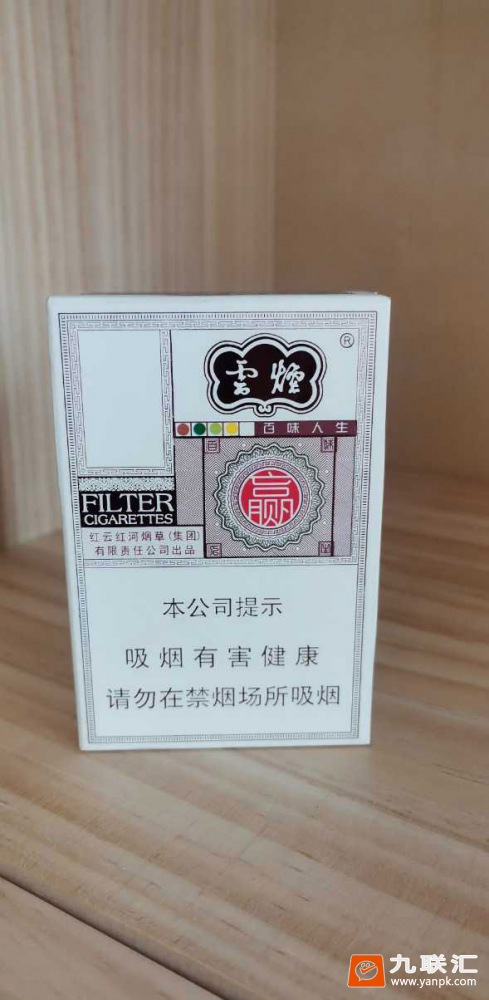 雲煙
®
百味人生
百 味
赢
FILTER
CIGARETTES
红云红河烟草(集团)
有限责任公司出品
本公司提示
吸烟有害健康
请勿在禁烟场所吸烟
九联汇
www.yanpk.com